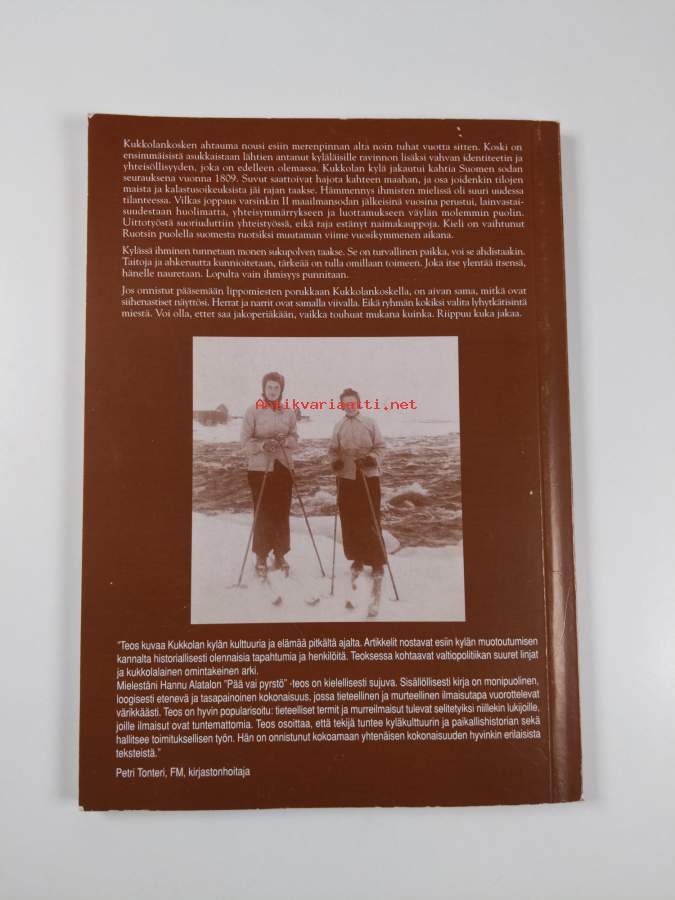 Kukkolankosken ahtauma nousi esiin merenpinnan alta noin tuhat vuotta sitten. Koski on
ensimmäisistä asukkaistaan lähtien antanut kyläläisille ravinnon lisäksi vahvan identiteetin ja
yhteisöllisyyden, joka on edelleen olemassa. Kukkolan kylä jakautui kahtia Suomen sodan
seurauksena vuonna 1809. Suvut saattoivat hajota kahteen maahan, ja osa joidenkin tilojen
maista ja kalastusoikeuksista jäi rajan taakse. Hämmennys ihmisten mielissä oli suuri uudessa
tilanteessa. Vilkas joppaus varsinkin II maailmansodan jälkeisinä vuosina perustui, lainvastai-
suudestaan huolimatta, yhteisymmärrykseen ja luottamukseen väylän molemmin puolin.
Uittotyöstä suoriuduttiin yhteistyössä, eikä raja estänyt naimakauppoja. Kieli on vaihtunut
Ruotsin puolella suomesta ruotsiksi muutaman viime vuosikymmenen aikana.
Kylässä ihminen tunnetaan monen sukupolven taakse. Se on turvallinen paikka, voi se ahdistaakin.
Taitoja ja ahkeruutta kunnioitetaan, tärkeää on tulla omillaan toimeen. Joka itse ylentää itsensä,
hänelle nauretaan. Lopulta vain ihmisyys punnitaan.
Jos onnistut pääsemään lippomiesten porukkaan Kukkolankoskella, on aivan sama, mitkä ovat
siihenastiset näyttösi. Herrat ja narrit ovat samalla viivalla. Eikä ryhmän kokiksi valita lyhytkätisintä
miestä. Voi olla, ettet saa jakoperiäkään, vaikka touhuat mukana kuinka. Riippuu kuka jakaa.
Antikvariaatti.net
"Teos kuvaa Kukkolan kylän kulttuuria ja elämää pitkältä ajalta. Artikkelit nostavat esiin kylän muotoutumisen
kannalta historiallisesti olennaisia tapahtumia ja henkilöitä. Teoksessa kohtaavat valtiopolitiikan suuret linjat
ja kukkolalainen omintakeinen arki.
Mielestäni Hannu Alatalon "Pää vai pyrstö" -teos on kielellisesti sujuva. Sisällöllisesti kirja on monipuolinen,
loogisesti etenevä ja tasapainoinen kokonaisuus, jossa tieteellinen ja murteellinen ilmaisutapa vuorottelevat
värikkäästi. Teos on hyvin popularisoitu: tieteelliset termit ja murreilmaisut tulevat selitetyiksi niillekin lukijoille,
joille ilmaisut ovat tuntemattomia. Teos osoittaa, että tekijä tuntee kyläkulttuurin ja paikallishistorian sekä
hallitsee toimituksellisen työn. Hän on onnistunut kokoamaan yhtenäisen kokonaisuuden hyvinkin erilaisista
teksteistä."
Petri Tonteri, FM, kirjastonhoitaja